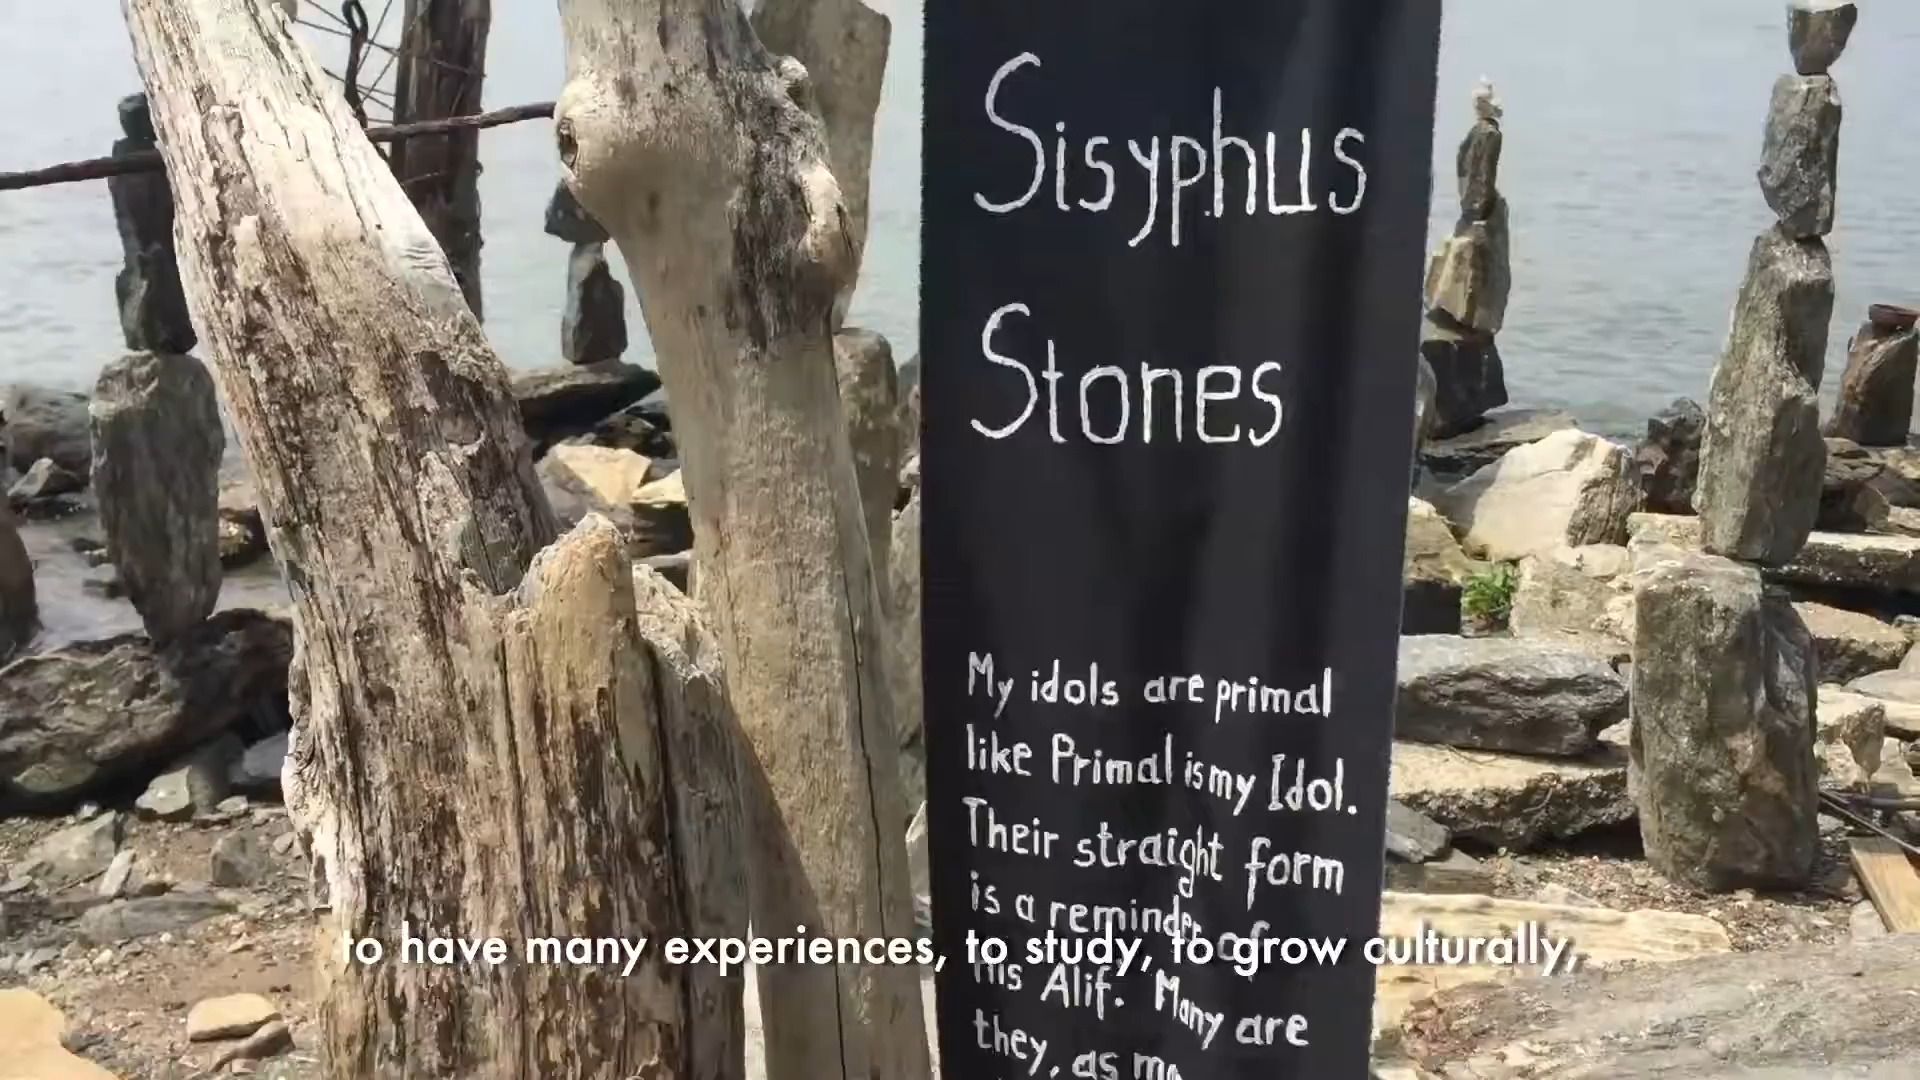 Sisyphus
Stones
My idols are primal
like Primal is my Idol.
Their straight form
is a reminder of
his Alif. Many are
they, as
to have many experiences, to study, to grow culturally,